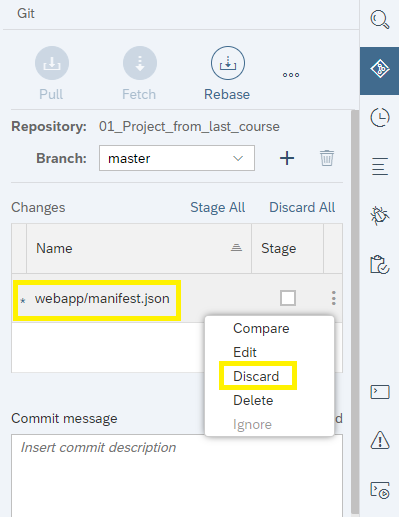 Git
Pull Fetch Rebase
Repository: 01_Project_from_last_course
Branch: master
Changes Stage All Discard All
Name Stage
* webapp/manifest.json
Compare
Edit
Discard
Delete
Ignore
Commit message
Insert commit description